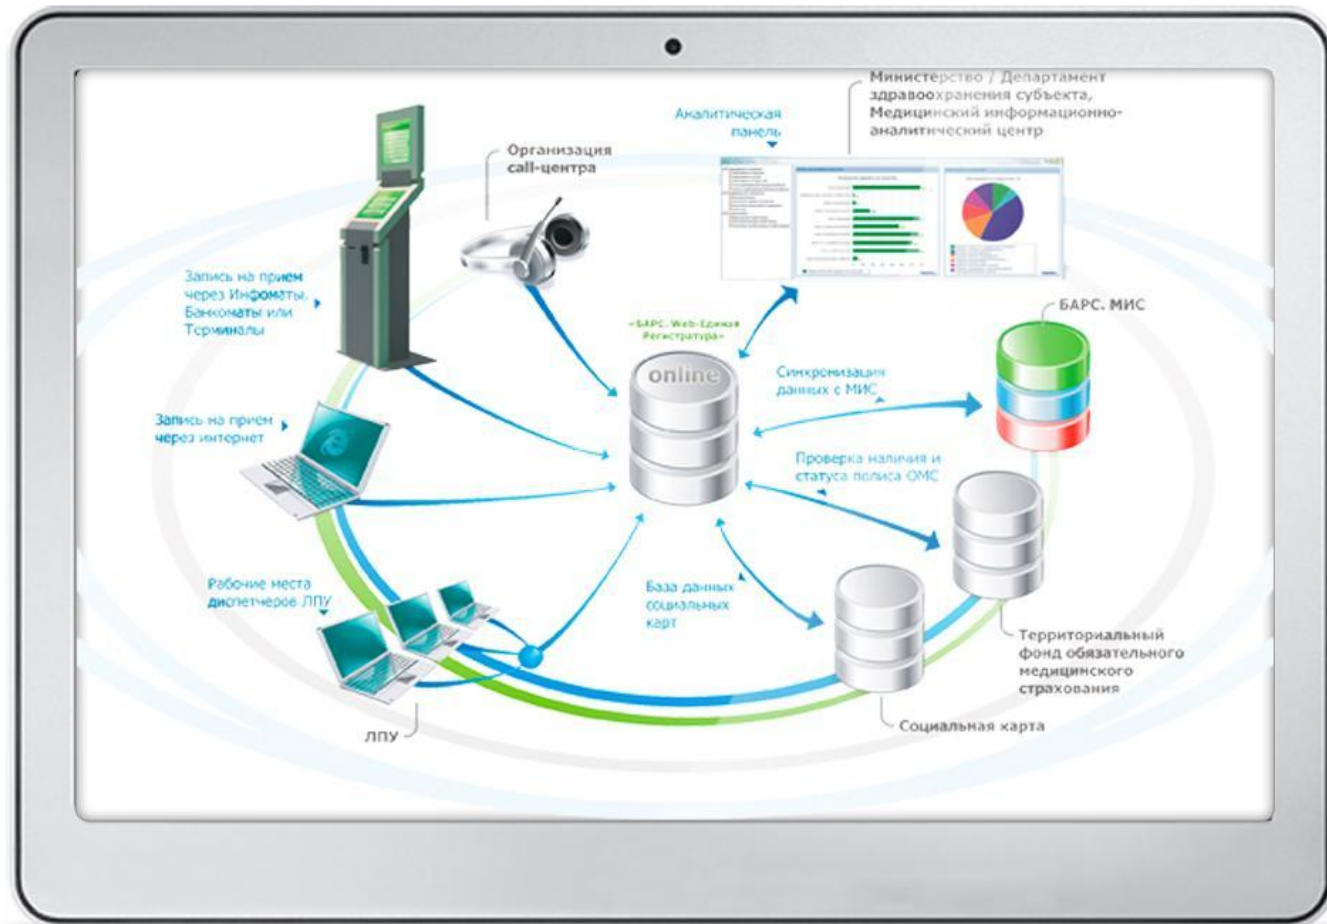 Министерство / Департамент
здравоохранения субъекта,
Медицинский информационно-
аналитический центр
Аналитическая
панель
Организация
call-центра
Запись на прием
через Инфоматы,
Банкоматы или
Терминалы
«БАРС. Web-Единая
Регистратура»
online
БАРС. МИС
Синхронизация
данных с МИС
Запись на прием
через интернет
Проверка наличия и
статуса полиса ОМС
Рабочие места
диспетчеров ЛПУ
База данных
социальных
карт
Территориальный
фонд обязательного
медицинского
страхования
Социальная карта
ЛПУ